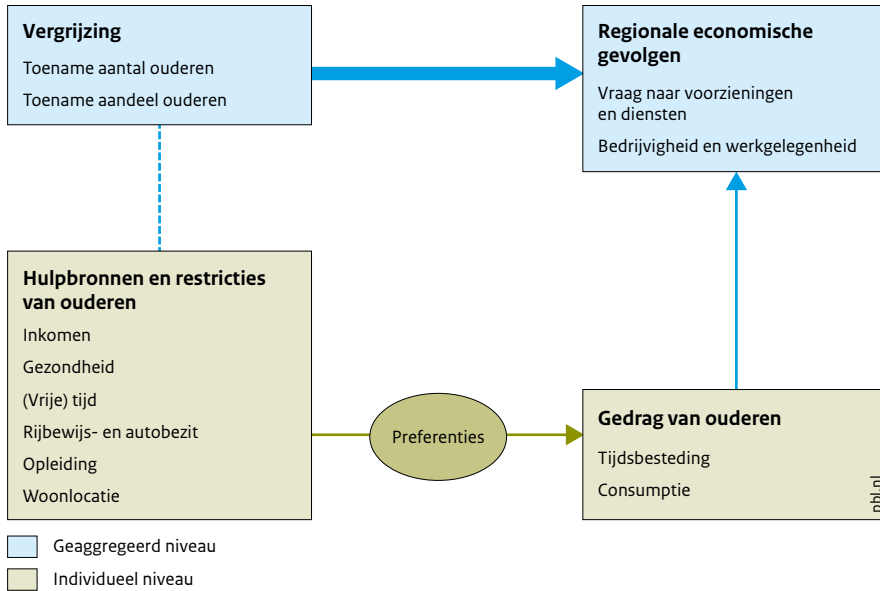 Vergrijzing
Toename aantal ouderen
Toename aandeel ouderen
Regionale economische
gevolgen
Vraag naar voorzieningen
en diensten
Bedrijvigheid en werkgelegenheid
Hulpbronnen en restricties
van ouderen
Inkomen
Gezondheid
(Vrije) tijd
Rijbewijs- en autobezit
Opleiding
Woonlocatie
Preferenties
Gedrag van ouderen
Tijdsbesteding
Consumptie
pbl.nl
Geaggregeerd niveau
Individueel niveau